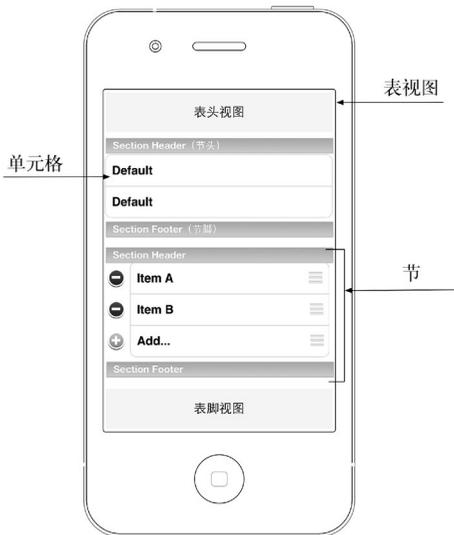 表视图
表头视图
Section Header（节头）
单元格
Default
Default
Section Footer（节脚）
Section Header
节
Item A
Item B
Add...
Section Footer
表脚视图